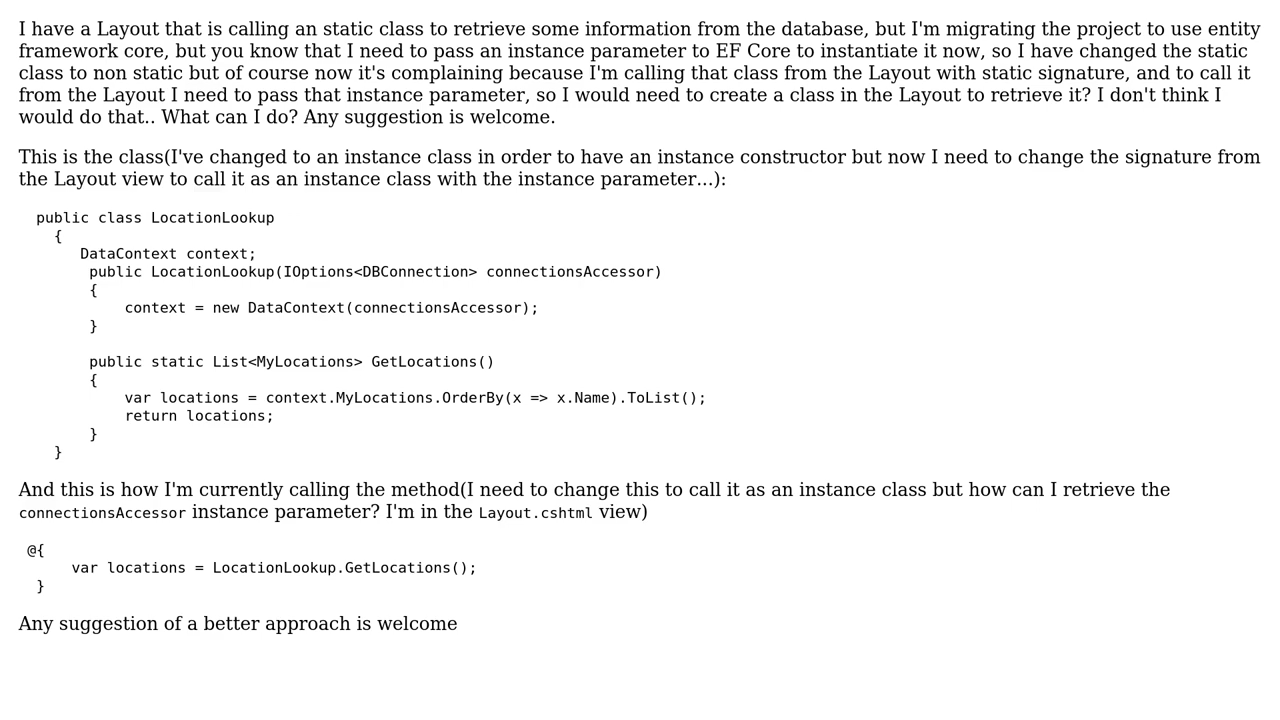 I have a Layout that is calling an static class to retrieve some information from the database, but I'm migrating the project to use entity
framework core, but you know that I need to pass an instance parameter to EF Core to instantiate it now, so I have changed the static
class to non static but of course now it's complaining because I'm calling that class from the Layout with static signature, and to call it
from the Layout I need to pass that instance parameter, so I would need to create a class in the Layout to retrieve it? I don't think I
would do that.. What can I do? Any suggestion is welcome.
This is the class(I've changed to an instance class in order to have an instance constructor but now I need to change the signature from
the Layout view to call it as an instance class with the instance parameter...):
public class LocationLookup
{
DataContext context;
public LocationLookup(IOptions<DBConnection> connectionsAccessor)
{
context = new DataContext(connectionsAccessor);
}
public static List<MyLocations> GetLocations()
{
var locations = context.MyLocations.OrderBy(x => x.Name).ToList();
return locations;
}
}
And this is how I'm currently calling the method(I need to change this to call it as an instance class but how can I retrieve the
connectionsAccessor instance parameter? I'm in the Layout.cshtml view)
@{
var locations = LocationLookup.GetLocations();
}
Any suggestion of a better approach is welcome